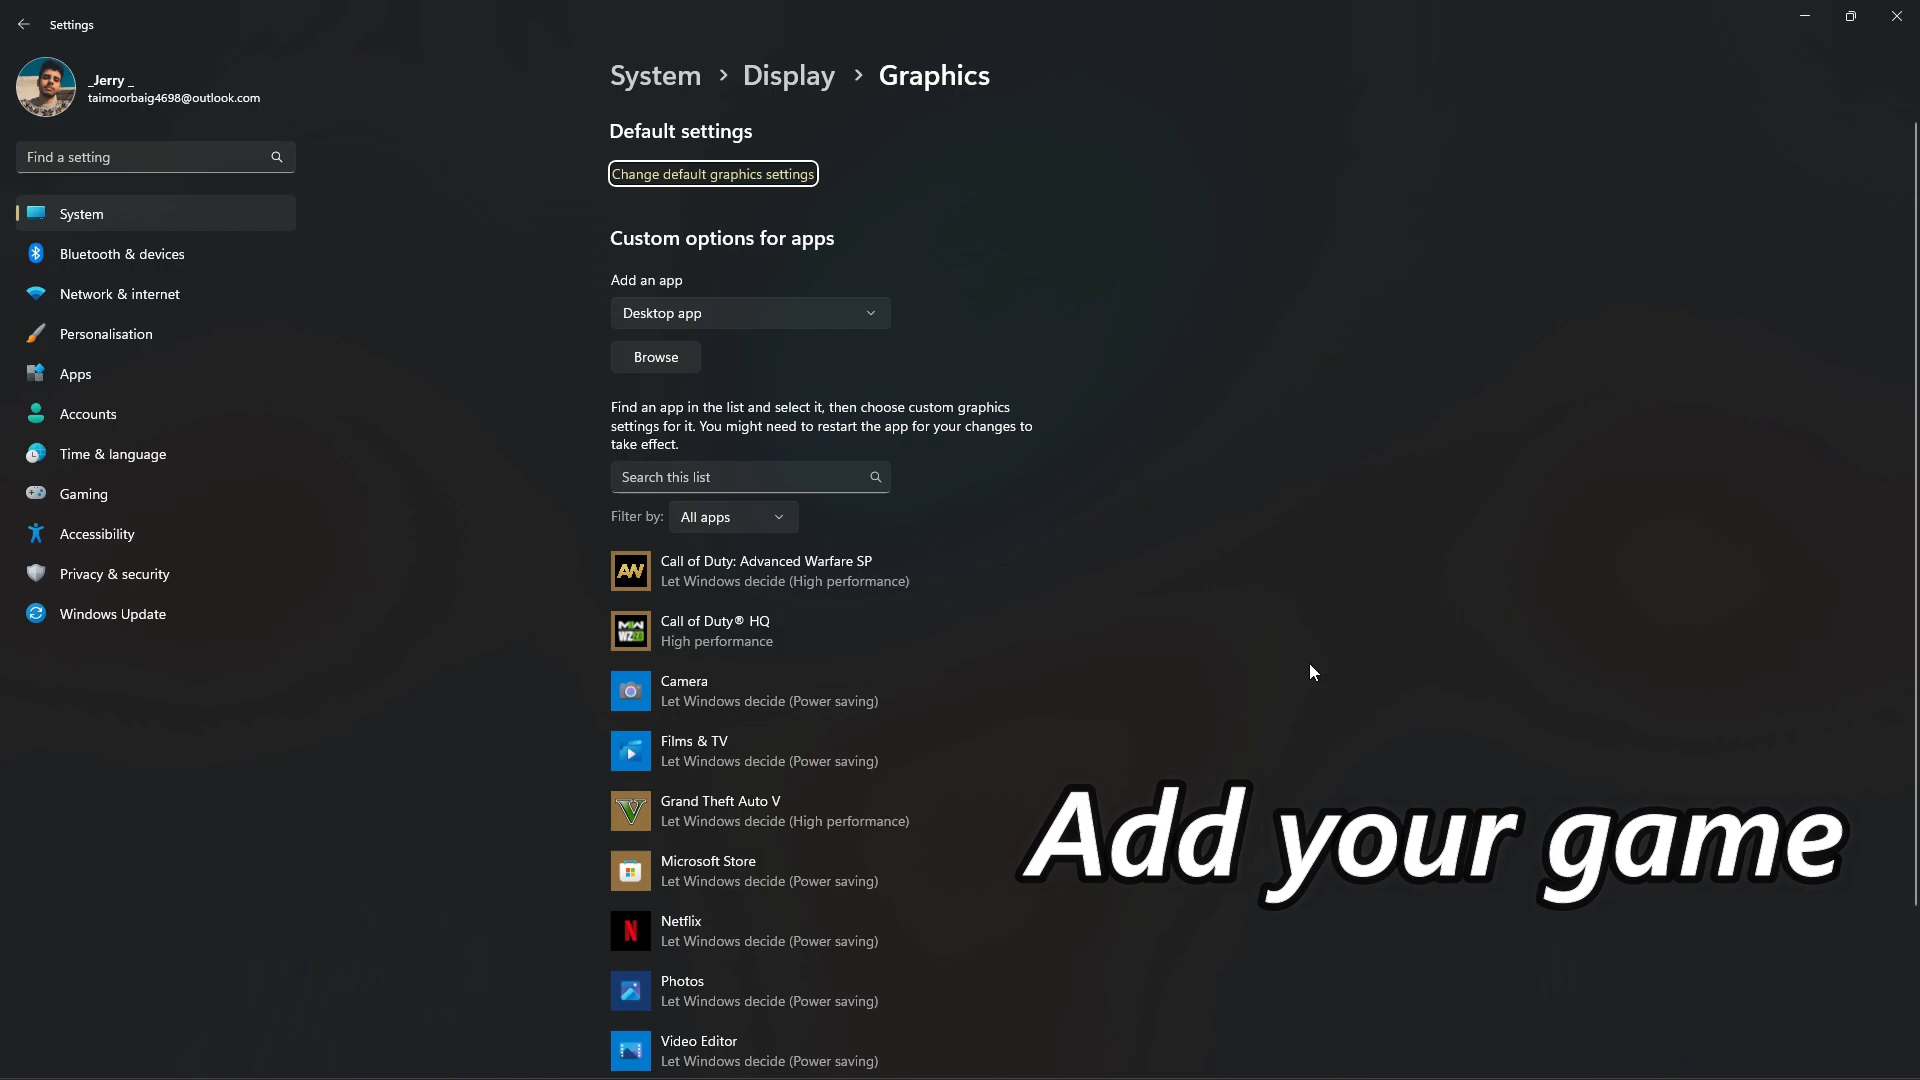 Settings
_Jerry_
taimoorbaig4698@outlook.com
Find a setting
System
Bluetooth & devices
Network & internet
Personalisation
Apps
Accounts
Time & language
Gaming
Accessibility
Privacy & security
Windows Update
System > Display > Graphics
Default settings
Change default graphics settings
Custom options for apps
Add an app
Desktop app
Browse
Find an app in the list and select it, then choose custom graphics
settings for it. You might need to restart the app for your changes to
take effect.
Search this list
Filter by: All apps
AW
Call of Duty: Advanced Warfare SP
Let Windows decide (High performance)
MW
WZ2.0
Call of Duty® HQ
High performance
Camera
Let Windows decide (Power saving)
Films & TV
Let Windows decide (Power saving)
V
Grand Theft Auto V
Let Windows decide (High performance)
Microsoft Store
Let Windows decide (Power saving)
N
Netflix
Let Windows decide (Power saving)
Photos
Let Windows decide (Power saving)
Video Editor
Let Windows decide (Power saving)
Add your game